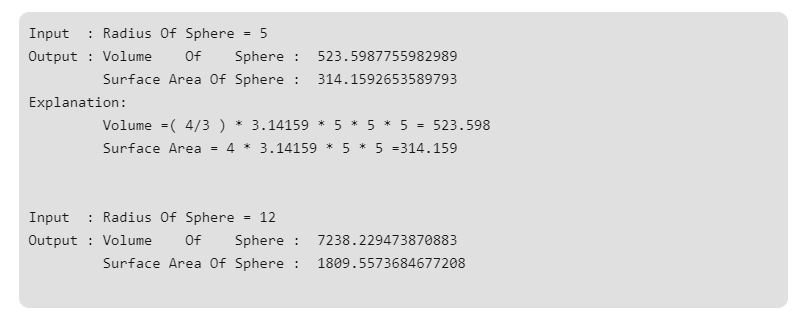 Input  : Radius Of Sphere = 5
Output : Volume    Of    Sphere :  523.5987755982989
         Surface Area Of Sphere :  314.1592653589793
Explanation:
         Volume =( 4/3 ) * 3.14159 * 5 * 5 * 5 = 523.598
         Surface Area = 4 * 3.14159 * 5 * 5 =314.159
Input  : Radius Of Sphere = 12
Output : Volume    Of    Sphere :  7238.229473870883
         Surface Area Of Sphere :  1809.5573684677208